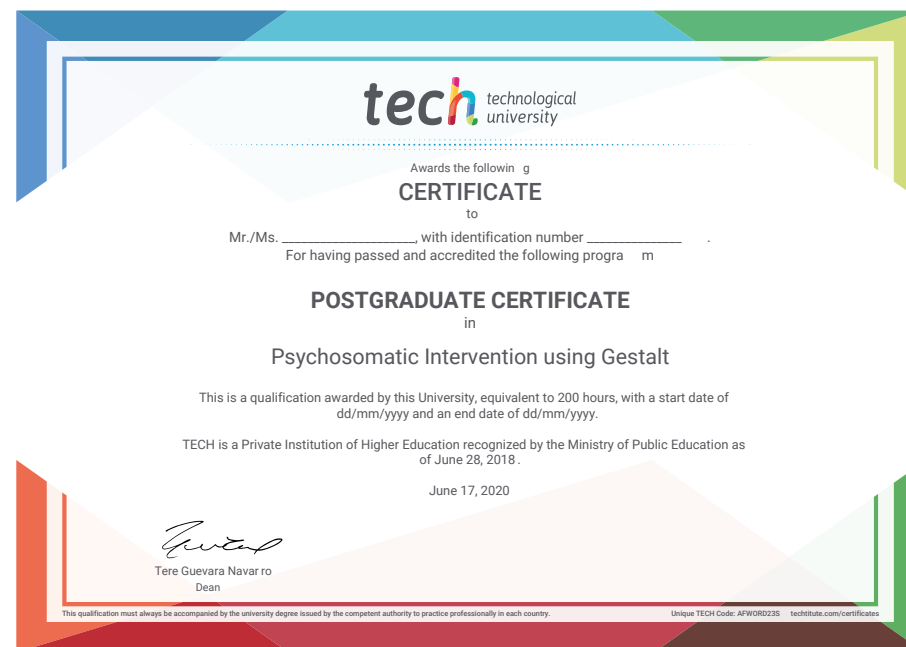 tech technological
university
Awards the followin g
CERTIFICATE
to
Mr./Ms. ____________________, with identification number ______________ .
For having passed and accredited the following progra m
POSTGRADUATE CERTIFICATE
in
Psychosomatic Intervention using Gestalt
This is a qualification awarded by this University, equivalent to 200 hours, with a start date of
dd/mm/yyyy and an end date of dd/mm/yyyy.
TECH is a Private Institution of Higher Education recognized by the Ministry of Public Education as
of June 28, 2018 .
June 17, 2020
Tere Guevara Navar ro
Dean
This qualification must always be accompanied by the university degree issued by the competent authority to practice professionally in each country. Unique TECH Code: AFWORD23S techtitute.com/certificates